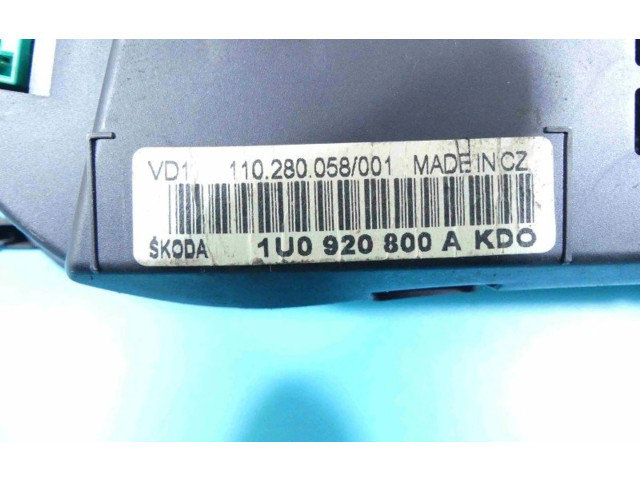 VD1 110.280.058/001 MADE IN CZ
ŠKODA 1U0 920 800 A KDO